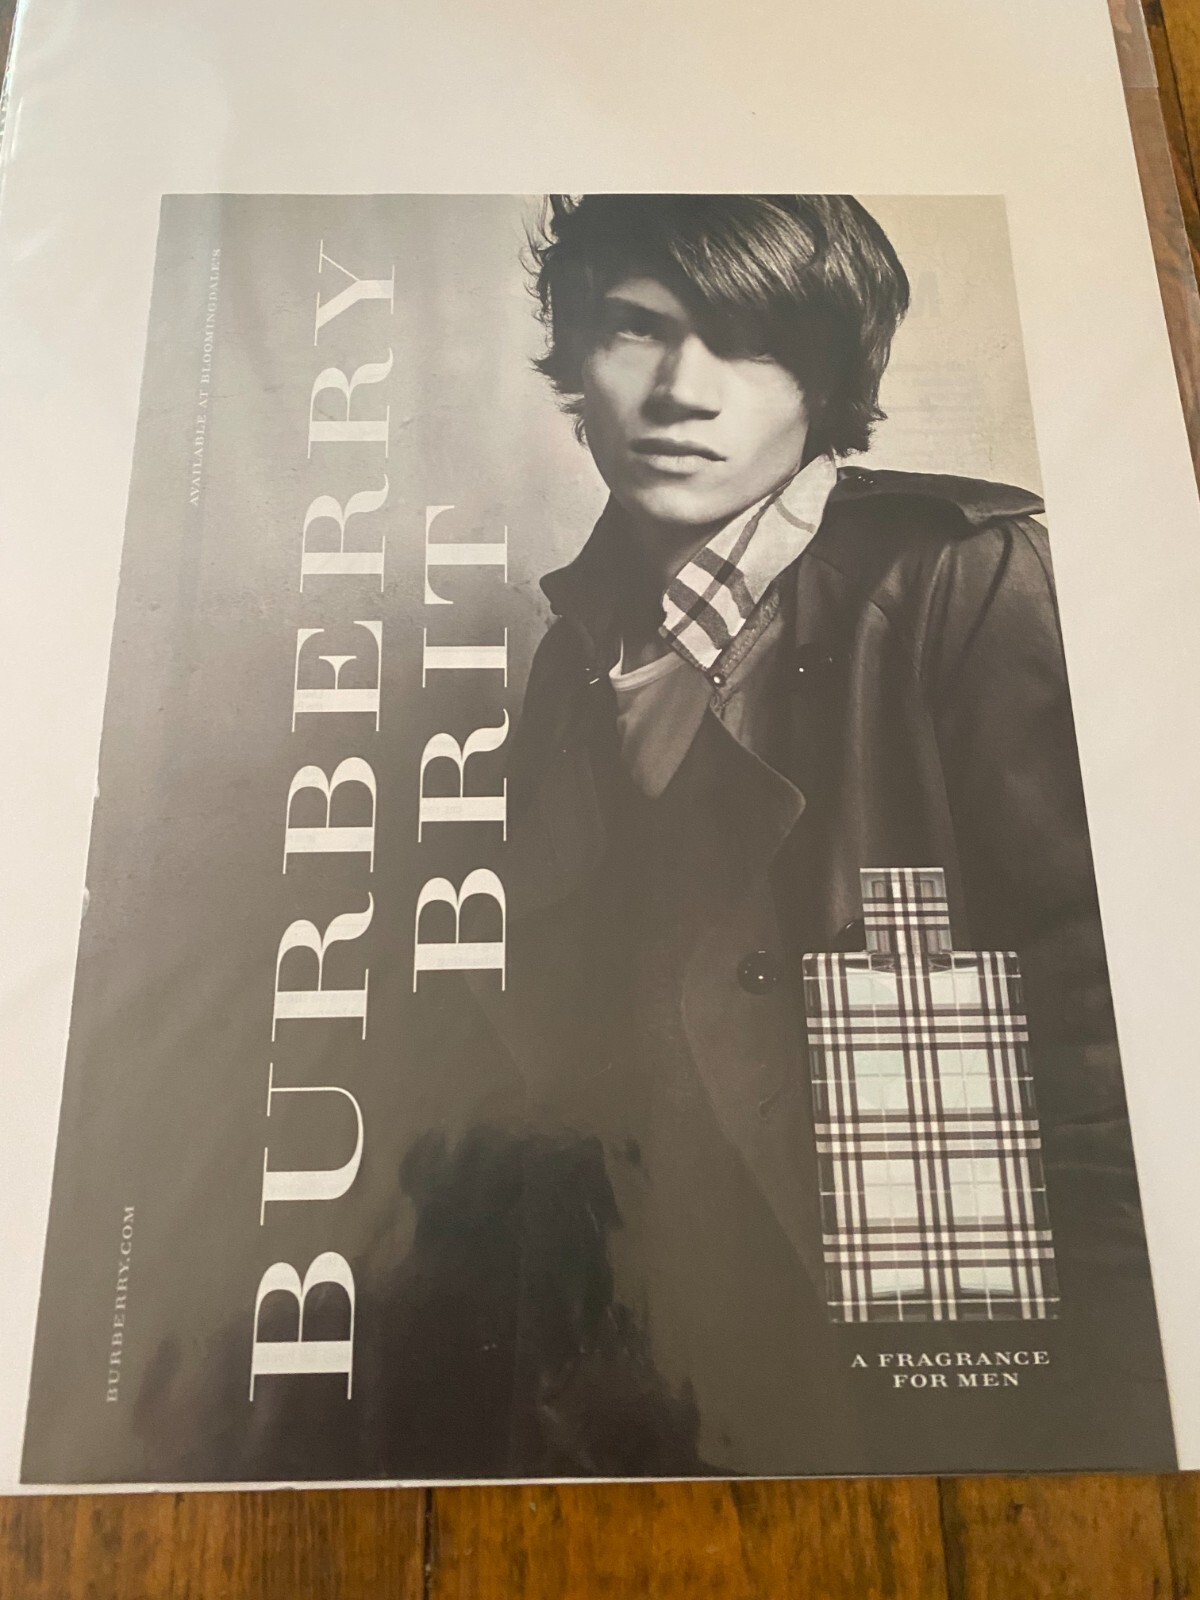 AVAILABLE AT BLOOMINGDALE'S
BURBERRY
BRIT
BURBERRY.COM
A FRAGRANCE
FOR MEN